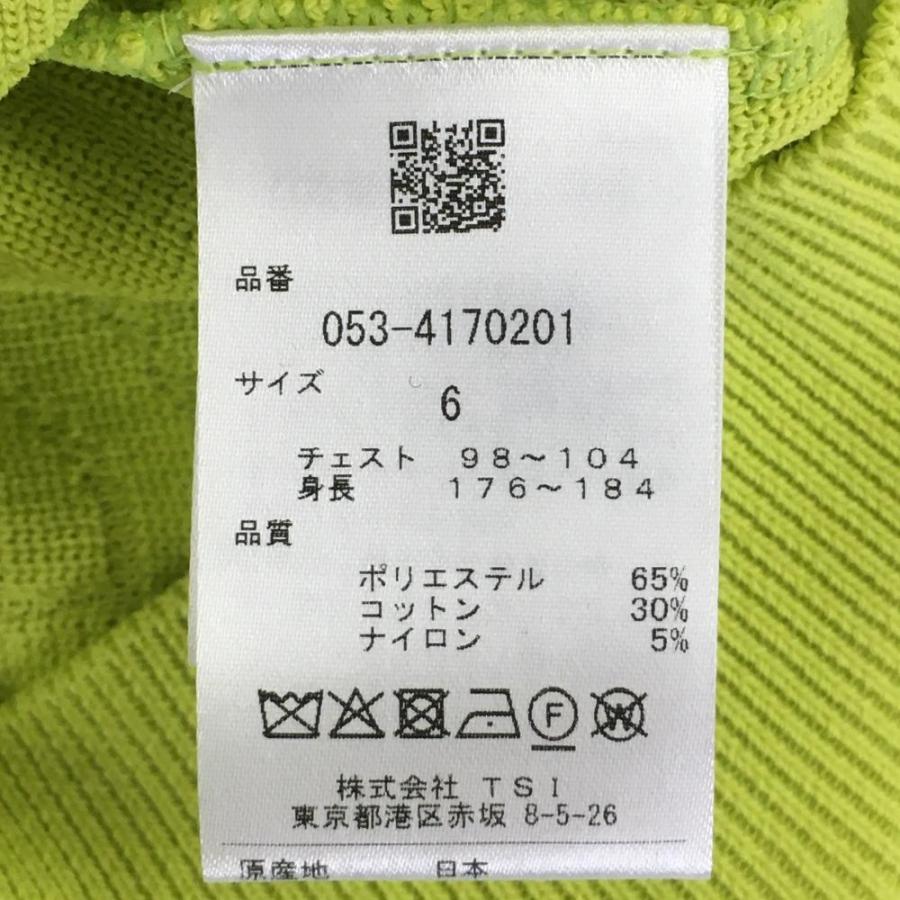 品番
053-4170201
サイズ
6
チェスト 98～104
身長 176～184
品質
ポリエステル 65%
コットン 30%
ナイロン 5%
F W
株式会社 TSI
東京都港区赤坂 8-5-26
原産地 日本